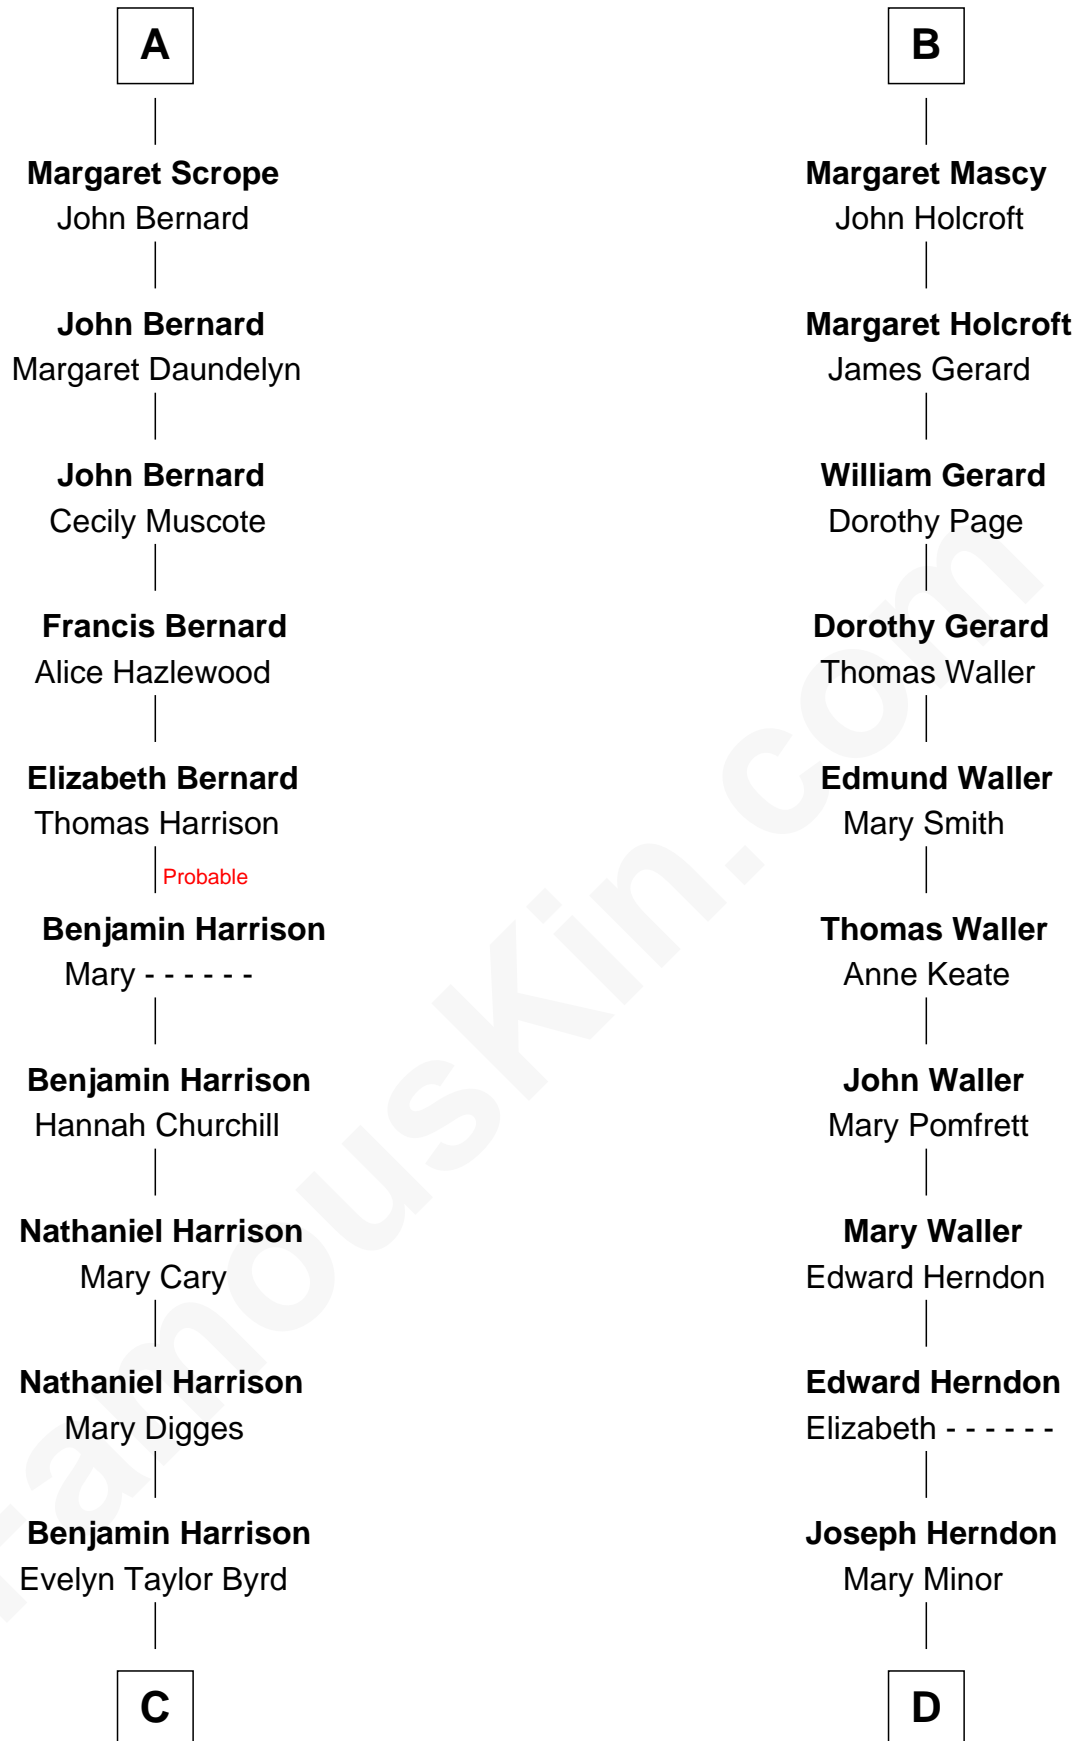 A
Margaret Scrope
John Bernard
John Bernard
Margaret Daundelyn
John Bernard
Cecily Muscote
Francis Bernard
Alice Hazlewood
Elizabeth Bernard
Thomas Harrison
Probable
Benjamin Harrison
Mary - - - - - -
Benjamin Harrison
Hannah Churchill
Nathaniel Harrison
Mary Cary
Nathaniel Harrison
Mary Digges
Benjamin Harrison
Evelyn Taylor Byrd
C
B
Margaret Mascy
John Holcroft
Margaret Holcroft
James Gerard
William Gerard
Dorothy Page
Dorothy Gerard
Thomas Waller
Edmund Waller
Mary Smith
Thomas Waller
Anne Keate
John Waller
Mary Pomfrett
Mary Waller
Edward Herndon
Edward Herndon
Elizabeth - - - - - -
Joseph Herndon
Mary Minor
D
FamousKin.com